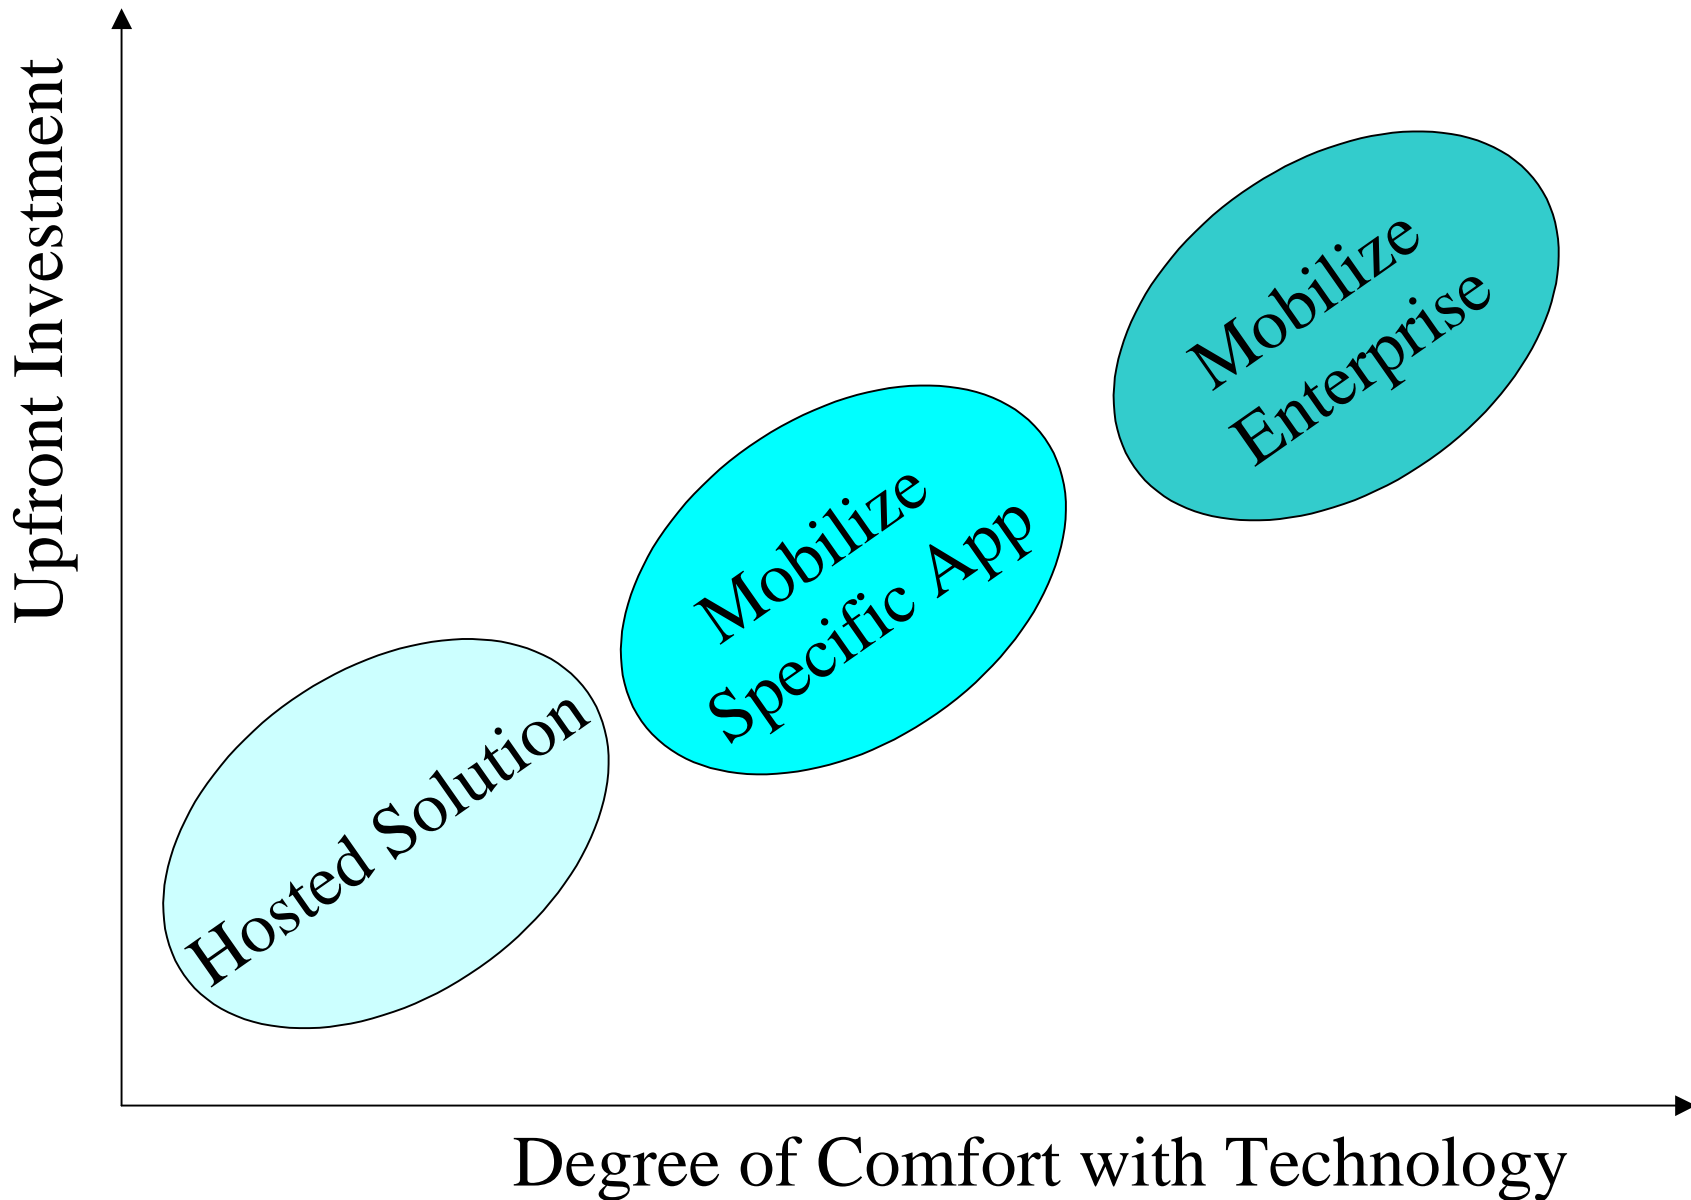 Upfront Investment
Mobilize
Enterprise
Mobilize
Specific App
Hosted Solution
Degree of Comfort with Technology